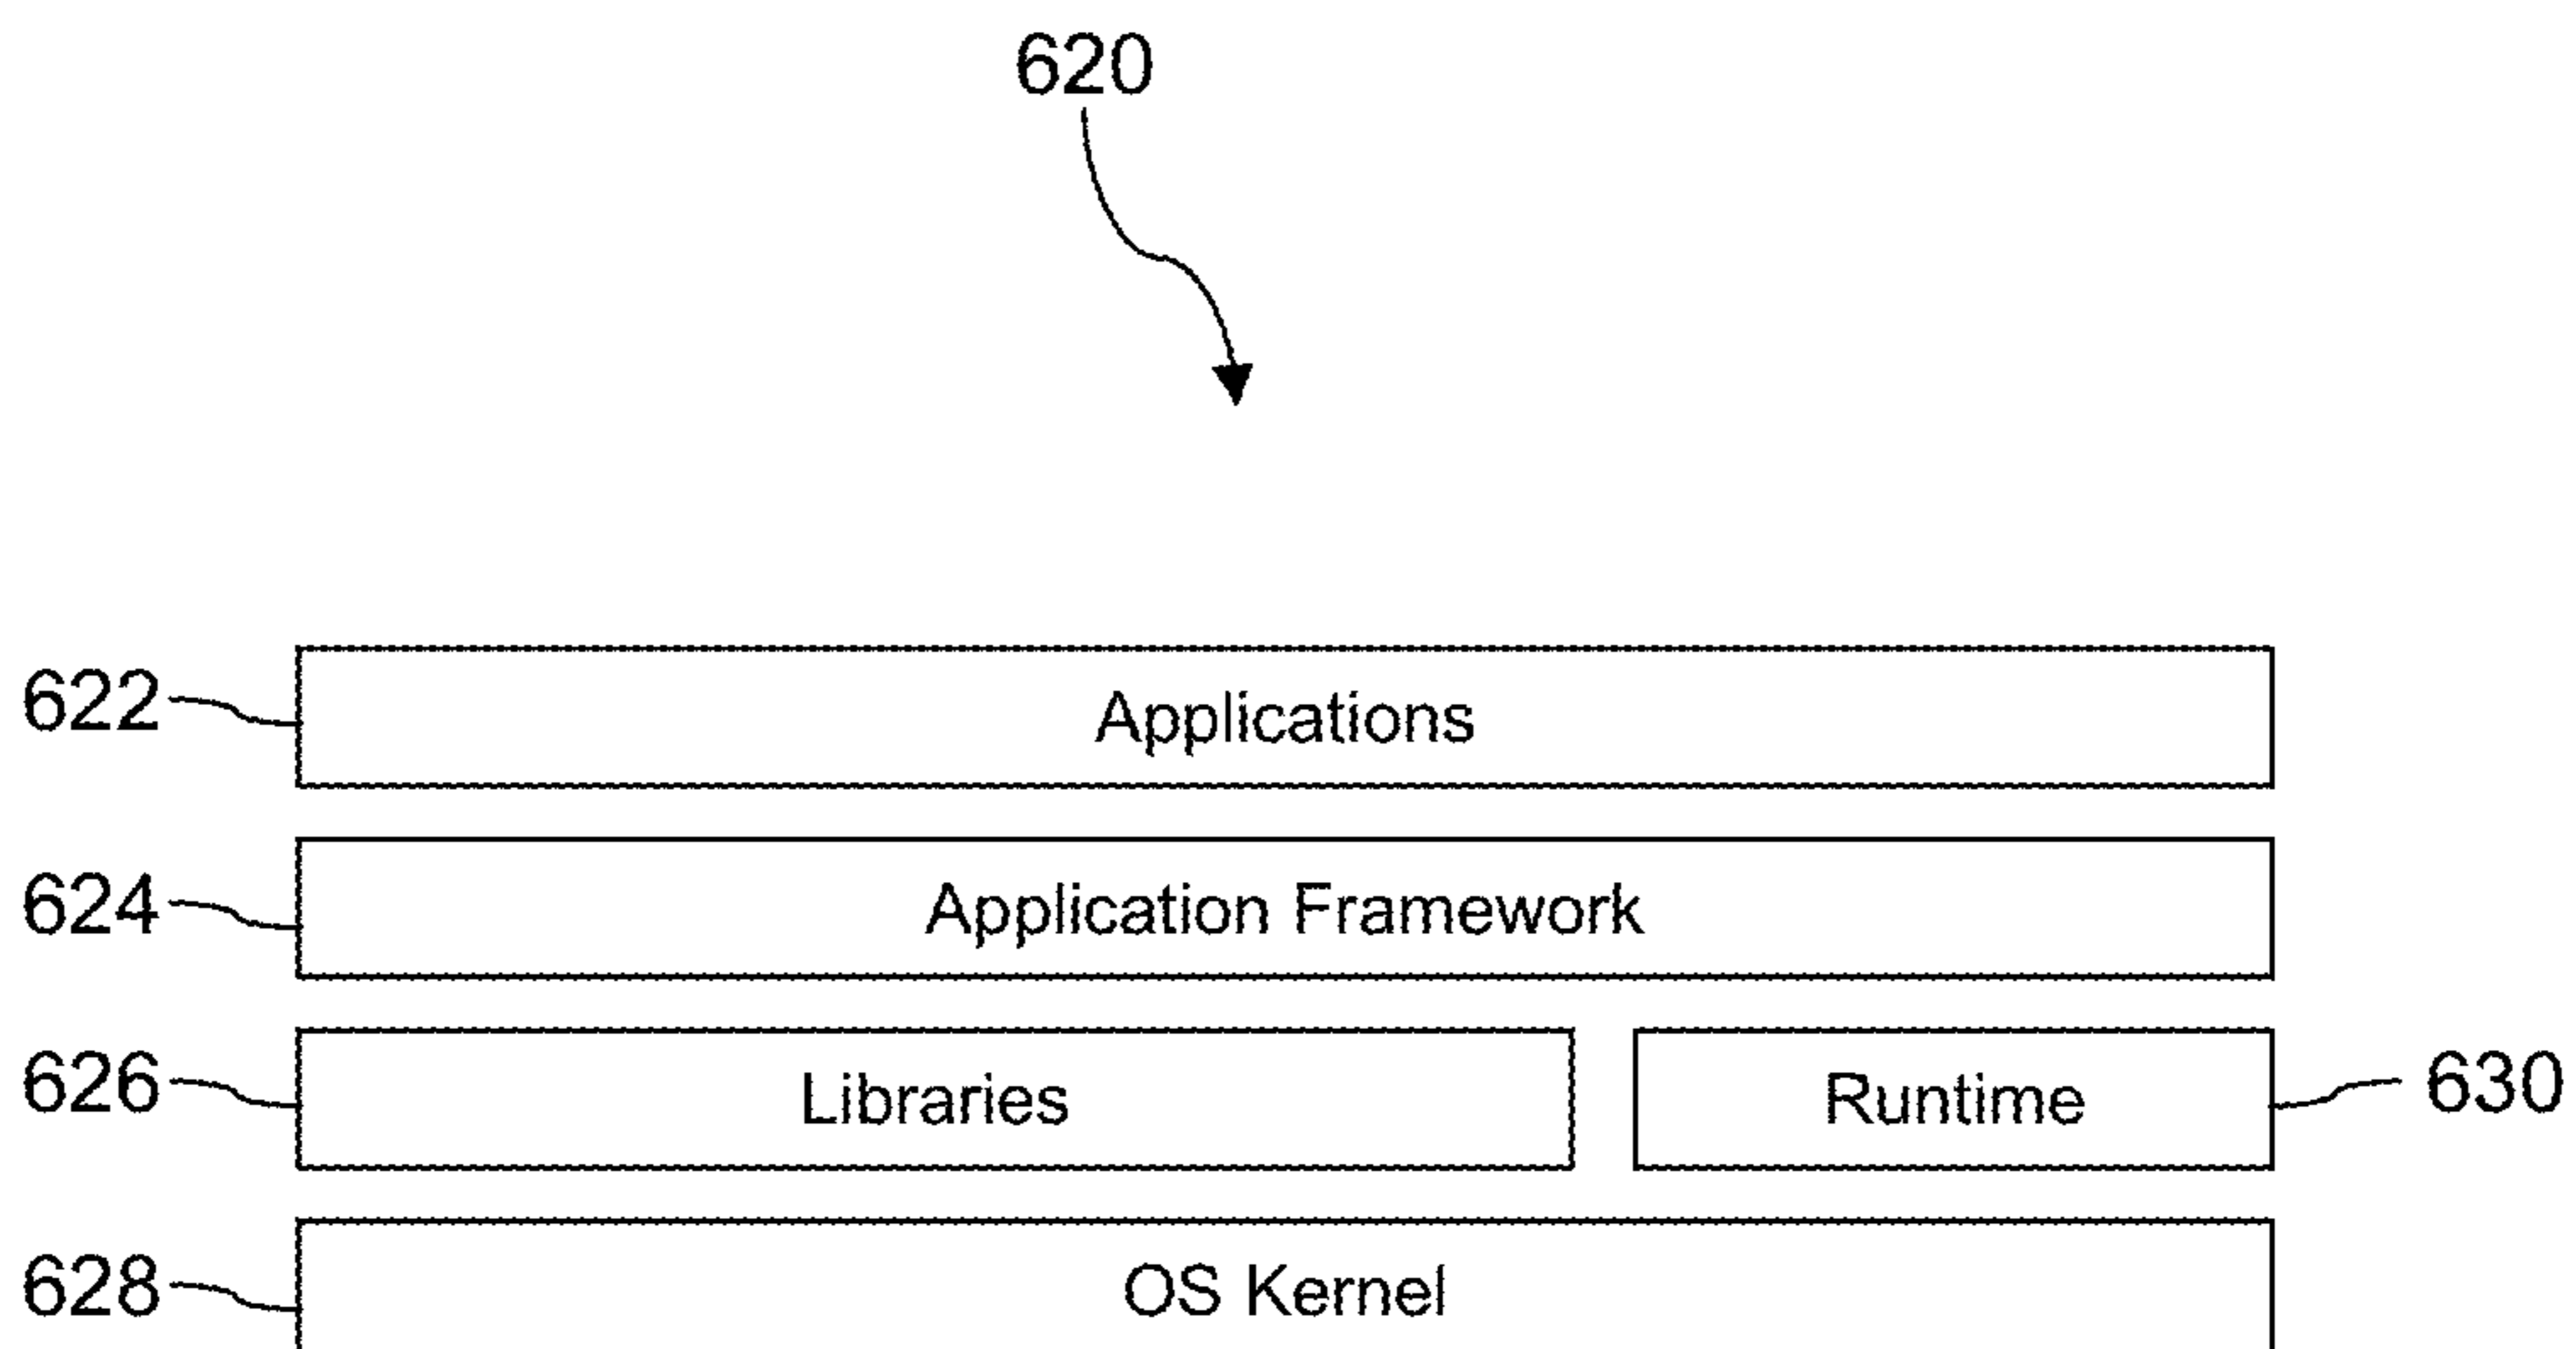 620
622 Applications
624 Application Framework
626 Libraries Runtime 630
628 OS Kernel